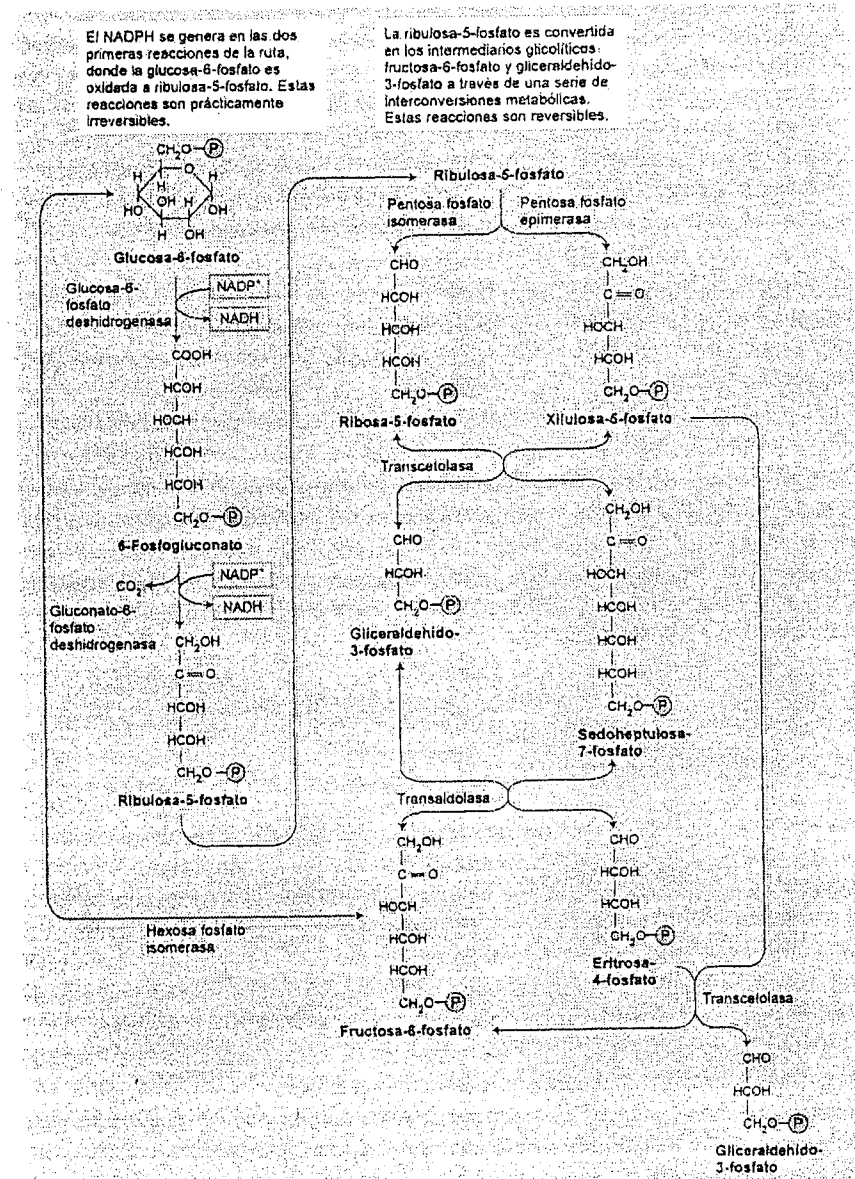 El NADPH se genera en las dos
primeras reacciones de la ruta,
donde la glucosa-6-fosfato es
oxidada a ribulosa-5-fosfato. Estas
reacciones son prácticamente
irreversibles.
La ribulosa-5-fosfato es convertida
en los intermediarios glicolíticos
fructosa-6-fosfato y gliceraldehido-
3-fosfato a través de una serie de
interconversiones metabólicas.
Estas reacciones son reversibles.
CH2O-P
H
O
H
H
OH
H
HO
OH
H
OH
Glucosa-6-fosfato
Glucosa-6-
fosfato
deshidrogenasa
NADP+
NADH
COOH
HCOH
HOCH
HCOH
HCOH
CH2O-P
6-Fosfogluconato
CO2
NADP+
NADH
Gluconato-6-
fosfato
deshidrogenasa
CH2OH
C=O
HCOH
HCOH
CH2O-P
Ribulosa-5-fosfato
Ribulosa-5-fosfato
Pentosa fosfato
isomerasa
Pentosa fosfato
epimerasa
CHO
HCOH
HCOH
HCOH
CH2O-P
Ribosa-5-fosfato
CH2OH
C=O
HOCH
HCOH
CH2O-P
Xilulosa-5-fosfato
Transcetolasa
CHO
HCOH
CH2O-P
Gliceraldehido-
3-fosfato
CH2OH
C=O
HOCH
HCOH
HCOH
HCOH
CH2O-P
Sedoheptulosa-
7-fosfato
Transaldolasa
CH2OH
C=O
HOCH
HCOH
HCOH
CH2O-P
Fructosa-6-fosfato
CHO
HCOH
HCOH
CH2O-P
Eritrosa-
4-fosfato
Hexosa fosfato
isomerasa
Transcetolasa
CHO
HCOH
CH2O-P
Gliceraldehido-
3-fosfato